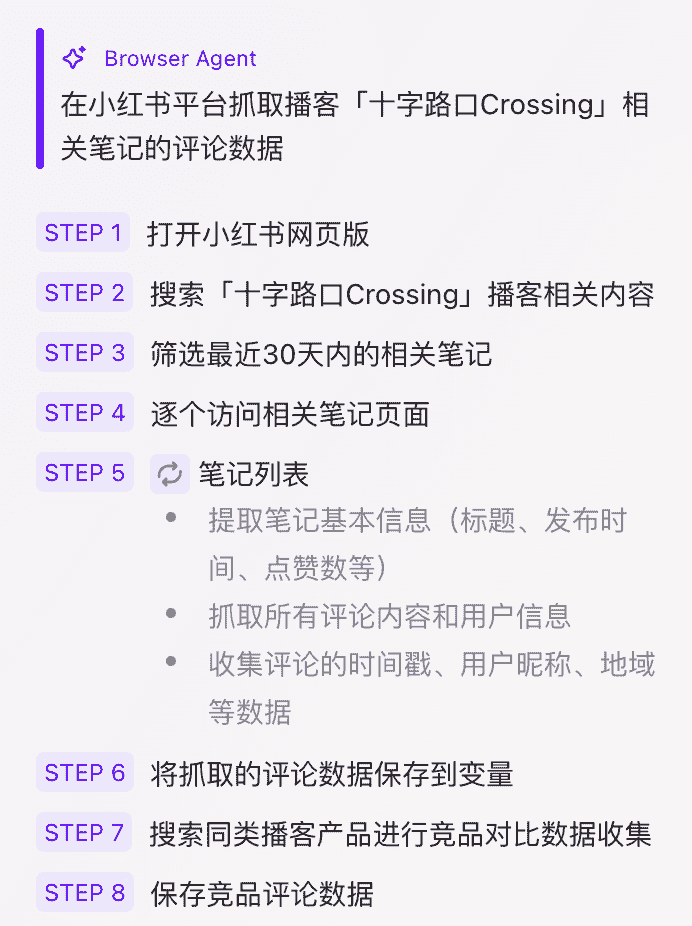 Browser Agent
在小红书平台抓取播客「十字路口Crossing」相
关笔记的评论数据
STEP 1 打开小红书网页版
STEP 2 搜索「十字路口Crossing」播客相关内容
STEP 3 筛选最近30天内的相关笔记
STEP 4 逐个访问相关笔记页面
STEP 5 笔记列表
• 提取笔记基本信息（标题、发布时
间、点赞数等）
• 抓取所有评论内容和用户信息
• 收集评论的时间戳、用户昵称、地域
等数据
STEP 6 将抓取的评论数据保存到变量
STEP 7 搜索同类播客产品进行竞品对比数据收集
STEP 8 保存竞品评论数据